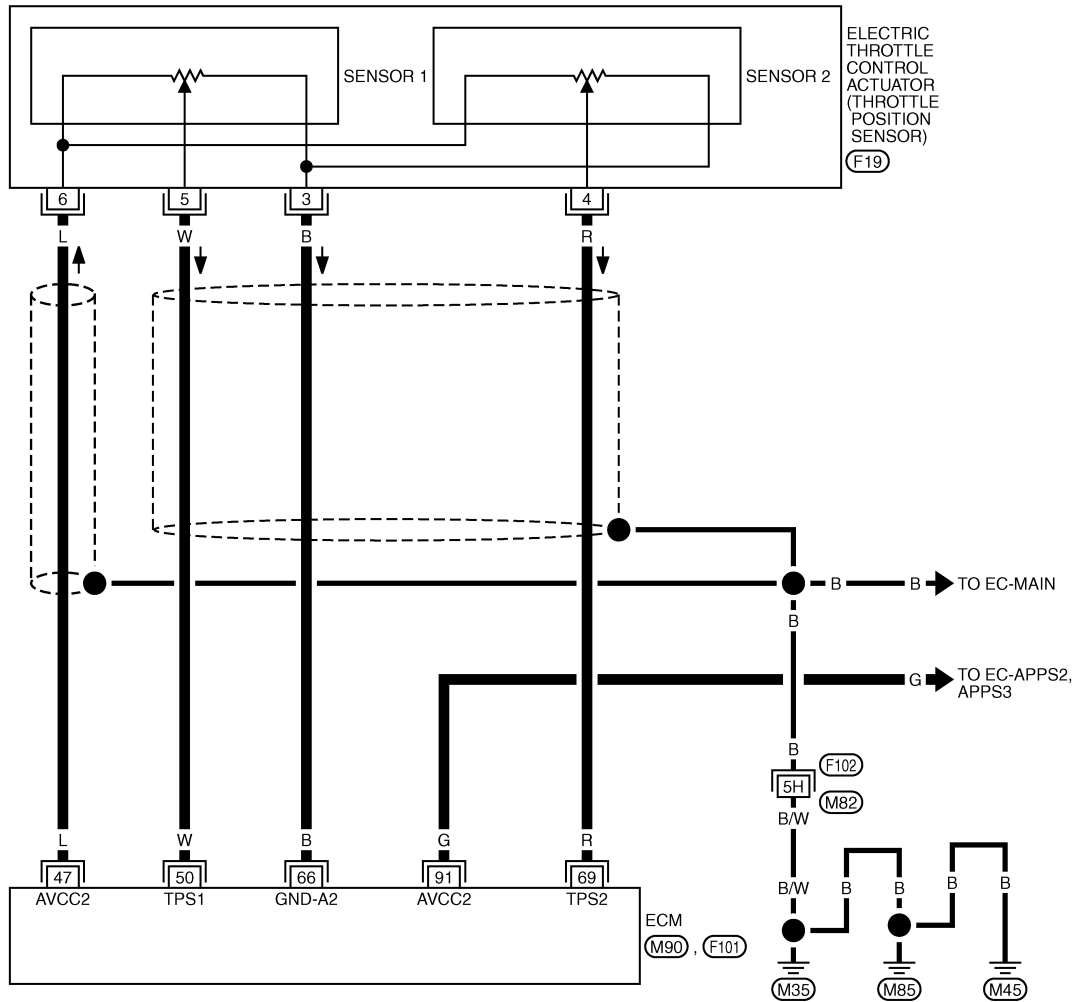 SENSOR 1
SENSOR 2
ELECTRIC
THROTTLE
CONTROL
ACTUATOR
(THROTTLE
POSITION
SENSOR)
F19
6 5 3 4
L W B R
B B TO EC-MAIN
B
G TO EC-APPS2,
APPS3
B
F102
5H
M82
B/W
L W B G R
47 50 66 91 69
AVCC2 TPS1 GND-A2 AVCC2 TPS2
B/W B B B B
ECM
M90 , F101
M35 M85 M45